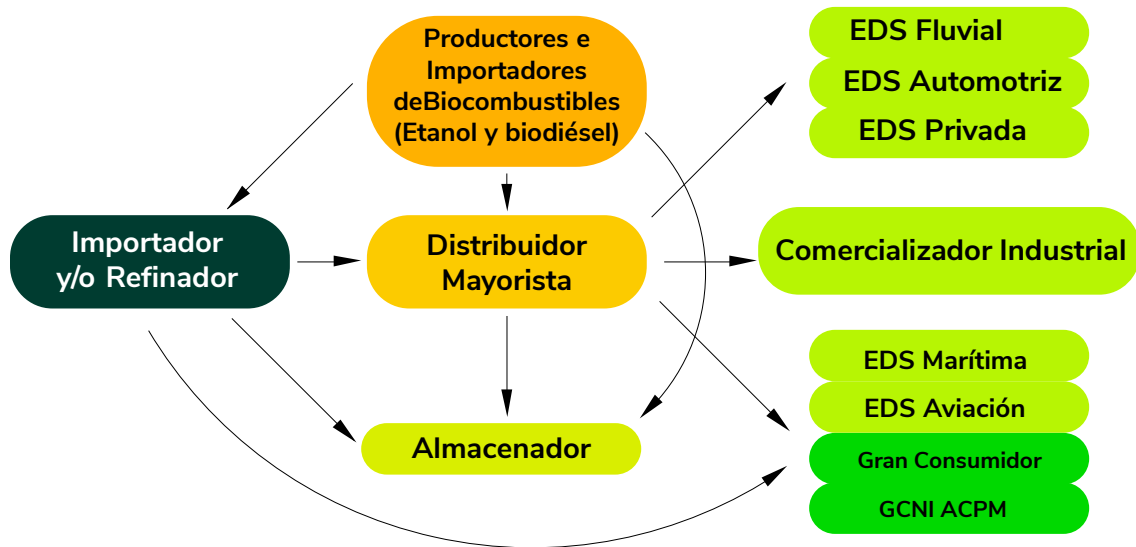 Productores e
Importadores
deBiocombustibles
(Etanol y biodiésel)
EDS Fluvial
EDS Automotriz
EDS Privada
Importador
y/o Refinador
Distribuidor
Mayorista
Comercializador Industrial
Almacenador
EDS Marítima
EDS Aviación
Gran Consumidor
GCNI ACPM